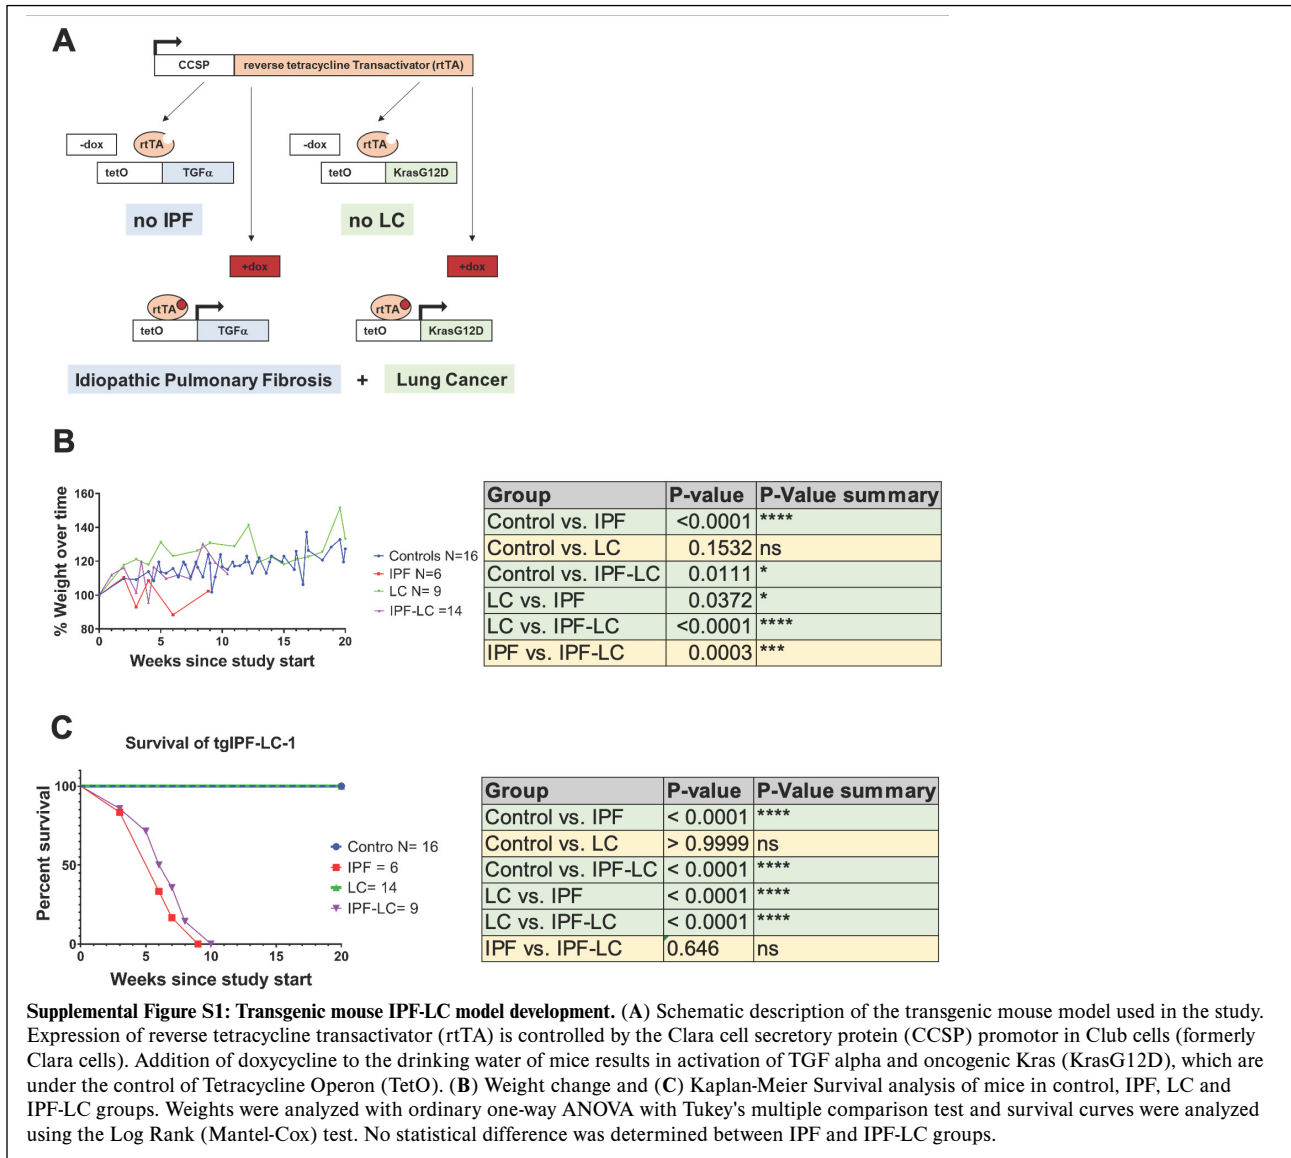 A
CCSP
reverse tetracycline Transactivator (rtTA)
-dox
rtTA
tetO
TGFα
-dox
rtTA
tetO
KrasG12D
no IPF
no LC
+dox
+dox
rtTA
tetO
TGFα
rtTA
tetO
KrasG12D
Idiopathic Pulmonary Fibrosis + Lung Cancer
B
% Weight over time
160
140
120
100
80
0 5 10 15 20
Weeks since study start
Controls N=16
IPF N=6
LC N= 9
IPF-LC =14
Group P-value P-Value summary
Control vs. IPF <0.0001 ****
Control vs. LC 0.1532 ns
Control vs. IPF-LC 0.0111 *
LC vs. IPF 0.0372 *
LC vs. IPF-LC <0.0001 ****
IPF vs. IPF-LC 0.0003 ***
C
Survival of tgIPF-LC-1
Percent survival
100
50
0
0 5 10 15 20
Weeks since study start
Contro N= 16
IPF = 6
LC= 14
IPF-LC= 9
Group P-value P-Value summary
Control vs. IPF < 0.0001 ****
Control vs. LC > 0.9999 ns
Control vs. IPF-LC < 0.0001 ****
LC vs. IPF < 0.0001 ****
LC vs. IPF-LC < 0.0001 ****
IPF vs. IPF-LC 0.646 ns
Supplemental Figure S1: Transgenic mouse IPF-LC model development. (A) Schematic description of the transgenic mouse model used in the study.
Expression of reverse tetracycline transactivator (rtTA) is controlled by the Clara cell secretory protein (CCSP) promotor in Club cells (formerly
Clara cells). Addition of doxycycline to the drinking water of mice results in activation of TGF alpha and oncogenic Kras (KrasG12D), which are
under the control of Tetracycline Operon (TetO). (B) Weight change and (C) Kaplan-Meier Survival analysis of mice in control, IPF, LC and
IPF-LC groups. Weights were analyzed with ordinary one-way ANOVA with Tukey's multiple comparison test and survival curves were analyzed
using the Log Rank (Mantel-Cox) test. No statistical difference was determined between IPF and IPF-LC groups.